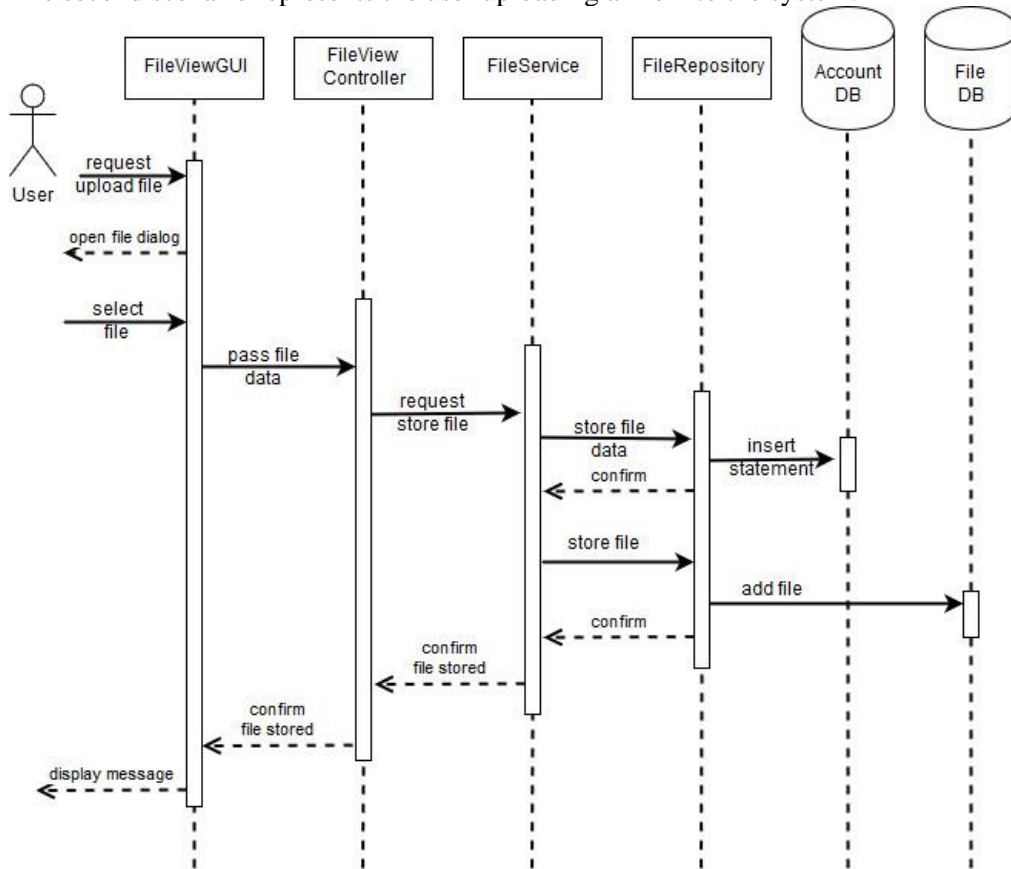 FileViewGUI
FileView
Controller
FileService
FileRepository
Account
DB
File
DB
User
request
upload file
open file dialog
select
file
pass file
data
request
store file
store file
data
insert
statement
confirm
store file
add file
confirm
confirm
file stored
confirm
file stored
display message